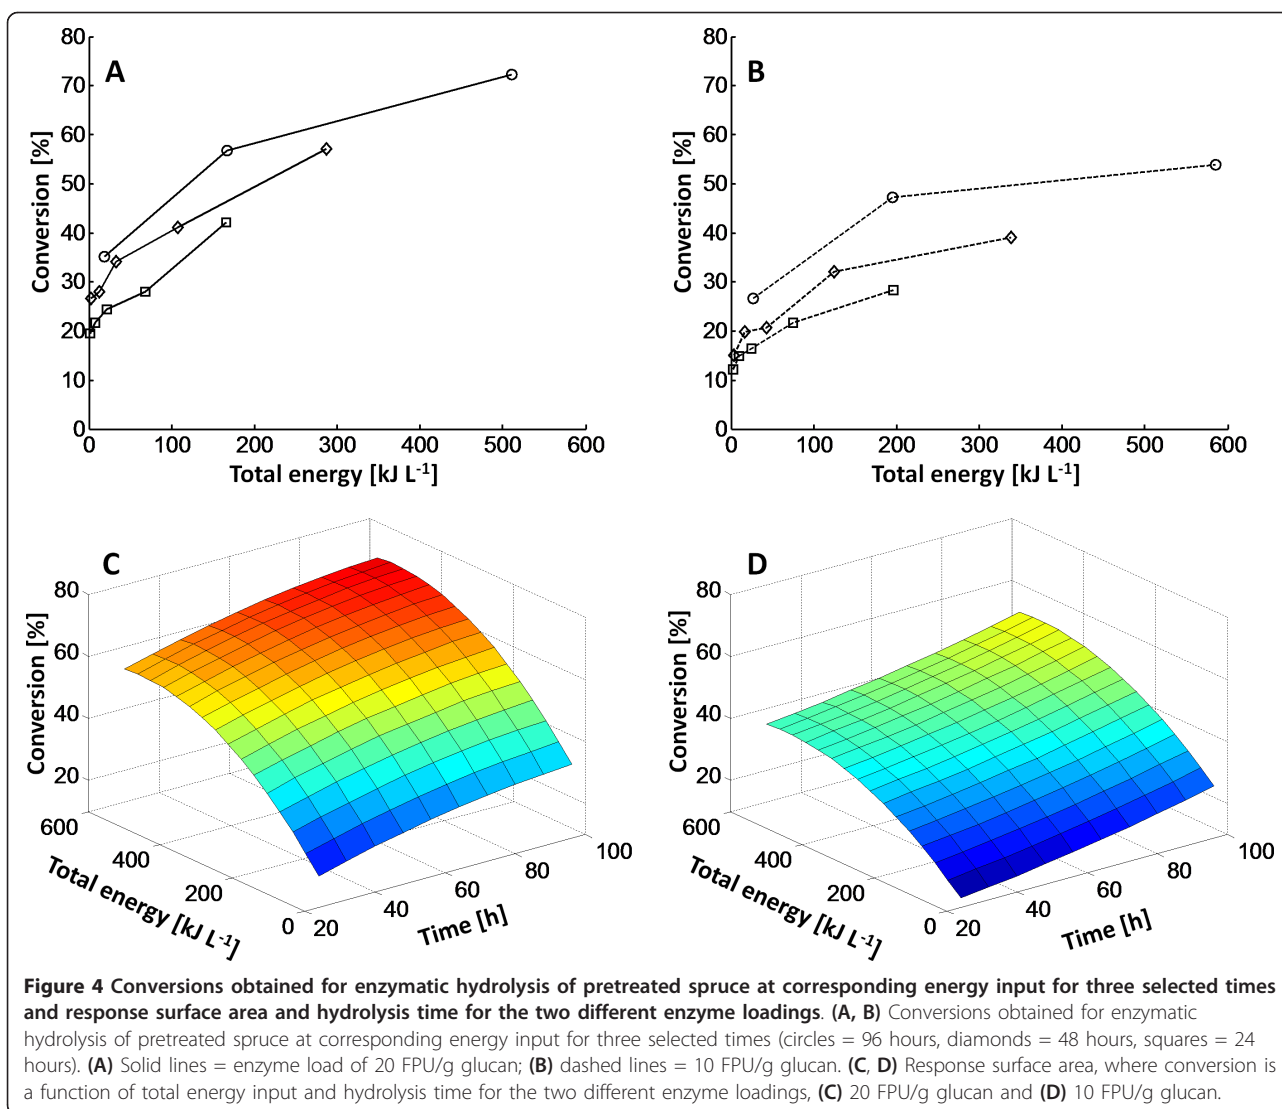 A
80
70
60
50
40
30
20
10
0
Conversion [%]
0 100 200 300 400 500 600
Total energy [kJ L-1]
B
80
70
60
50
40
30
20
10
0
Conversion [%]
0 100 200 300 400 500 600
Total energy [kJ L-1]
C
80
60
40
20
Conversion [%]
600
400
200
0
Total energy [kJ L-1]
20
40
60
80
100
Time [h]
D
80
60
40
20
Conversion [%]
600
400
200
0
Total energy [kJ L-1]
20
40
60
80
100
Time [h]
Figure 4 Conversions obtained for enzymatic hydrolysis of pretreated spruce at corresponding energy input for three selected times
and response surface area and hydrolysis time for the two different enzyme loadings. (A, B) Conversions obtained for enzymatic
hydrolysis of pretreated spruce at corresponding energy input for three selected times (circles = 96 hours, diamonds = 48 hours, squares = 24
hours). (A) Solid lines = enzyme load of 20 FPU/g glucan; (B) dashed lines = 10 FPU/g glucan. (C, D) Response surface area, where conversion is
a function of total energy input and hydrolysis time for the two different enzyme loadings, (C) 20 FPU/g glucan and (D) 10 FPU/g glucan.